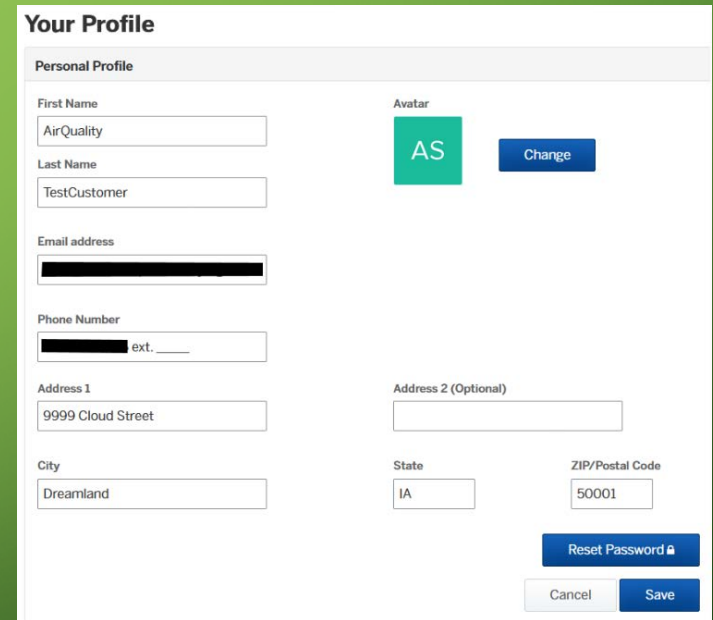 Your Profile
Personal Profile
First Name
Avatar
AirQuality
AS
Change
Last Name
TestCustomer
Email address
Phone Number
ext. _____
Address 1
Address 2 (Optional)
9999 Cloud Street
City
State
ZIP/Postal Code
Dreamland
IA
50001
Reset Password
Cancel
Save